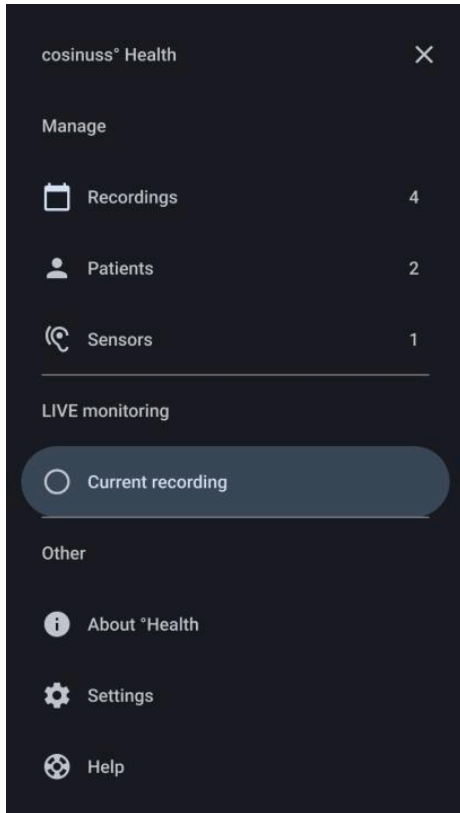 cosinuss° Health
Manage
Recordings 4
Patients 2
Sensors 1
LIVE monitoring
Current recording
Other
About °Health
Settings
Help